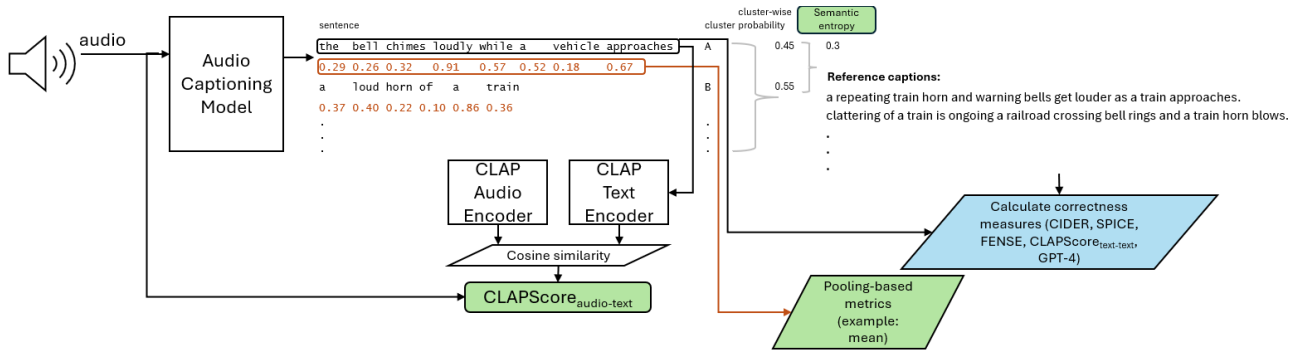 audio
Audio
Captioning
Model
sentence
the bell chimes loudly while a vehicle approaches
0.29 0.26 0.32 0.91 0.57 0.52 0.18 0.67
a loud horn of a train
0.37 0.40 0.22 0.10 0.86 0.36
.
.
.
A
B
.
.
.
cluster-wise
cluster probability
0.45
0.55
Semantic
entropy
0.3
Reference captions:
a repeating train horn and warning bells get louder as a train approaches.
clattering of a train is ongoing a railroad crossing bell rings and a train horn blows.
.
.
.
CLAP
Audio
Encoder
CLAP
Text
Encoder
Cosine similarity
CLAPScore audio-text
Calculate correctness
measures (CIDER, SPICE,
FENSE, CLAPScore text-text,
GPT-4)
Pooling-based
metrics
(example:
mean)